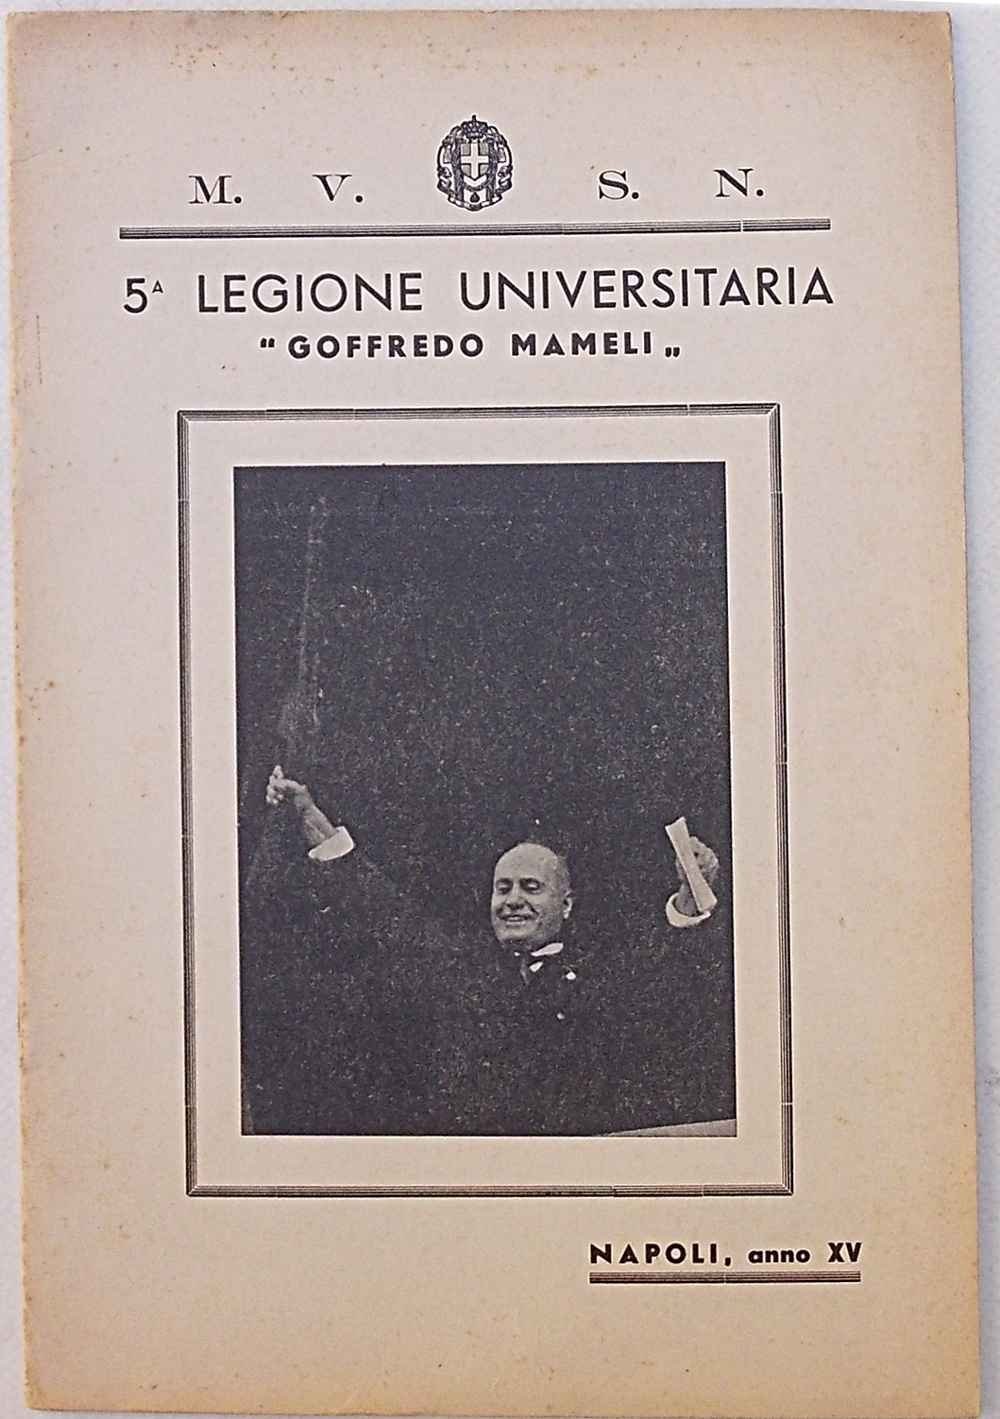 M. V. S. N.
5ᴬ LEGIONE UNIVERSITARIA
“ GOFFREDO MAMELI „
NAPOLI, anno XV